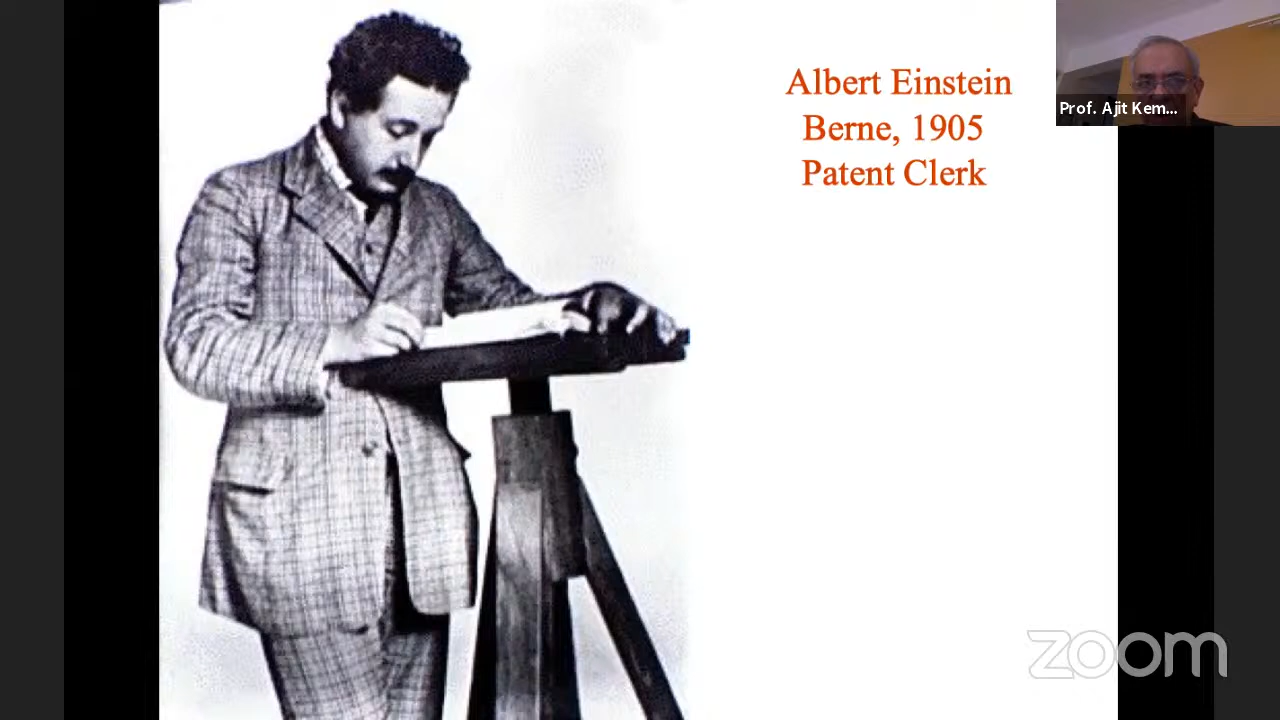 Albert Einstein
Berne, 1905
Patent Clerk
Prof. Ajit Kem...
zoom